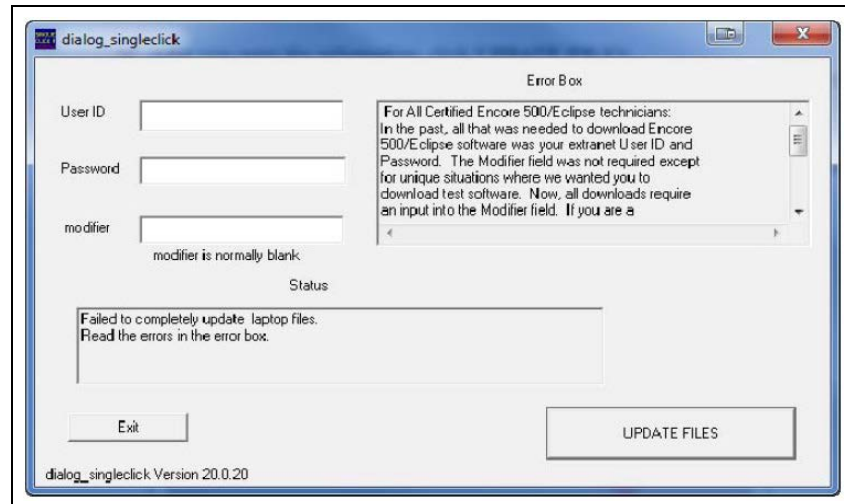 SINGLE CLICK dialog_singleclick
Error Box
User ID
For All Certified Encore 500/Eclipse technicians:
In the past, all that was needed to download Encore
500/Eclipse software was your extranet User ID and
Password. The Modifier field was not required except
for unique situations where we wanted you to
download test software. Now, all downloads require
an input into the Modifier field. If you are a
Password
modifier
modifier is normally blank
Status
Failed to completely update laptop files.
Read the errors in the error box.
Exit
UPDATE FILES
dialog_singleclick Version 20.0.20